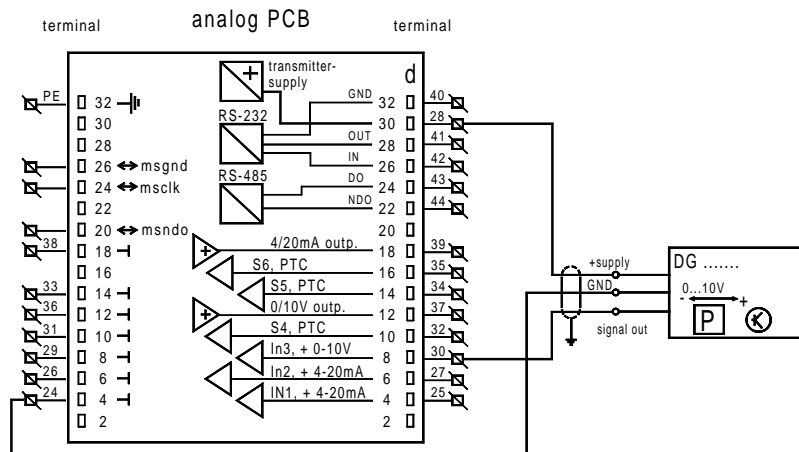 analog PCB
terminal
terminal
transmitter-
supply
d
PE
32
GND
32
40
30
RS-232
30
28
28
OUT
28
41
26
msgnd
IN
26
42
24
msclk
RS-485
DO
24
43
22
NDO
22
44
20
msndo
20
38
18
4/20mA outp.
18
39
16
S6, PTC
16
35
33
14
S5, PTC
14
34
36
12
0/10V outp.
12
37
31
10
S4, PTC
10
32
29
8
In3, + 0-10V
8
30
26
6
In2, + 4-20mA
6
27
24
4
IN1, + 4-20mA
4
25
2
2
+supply
GND
signal out
DG .......
0...10V
- +
P
K